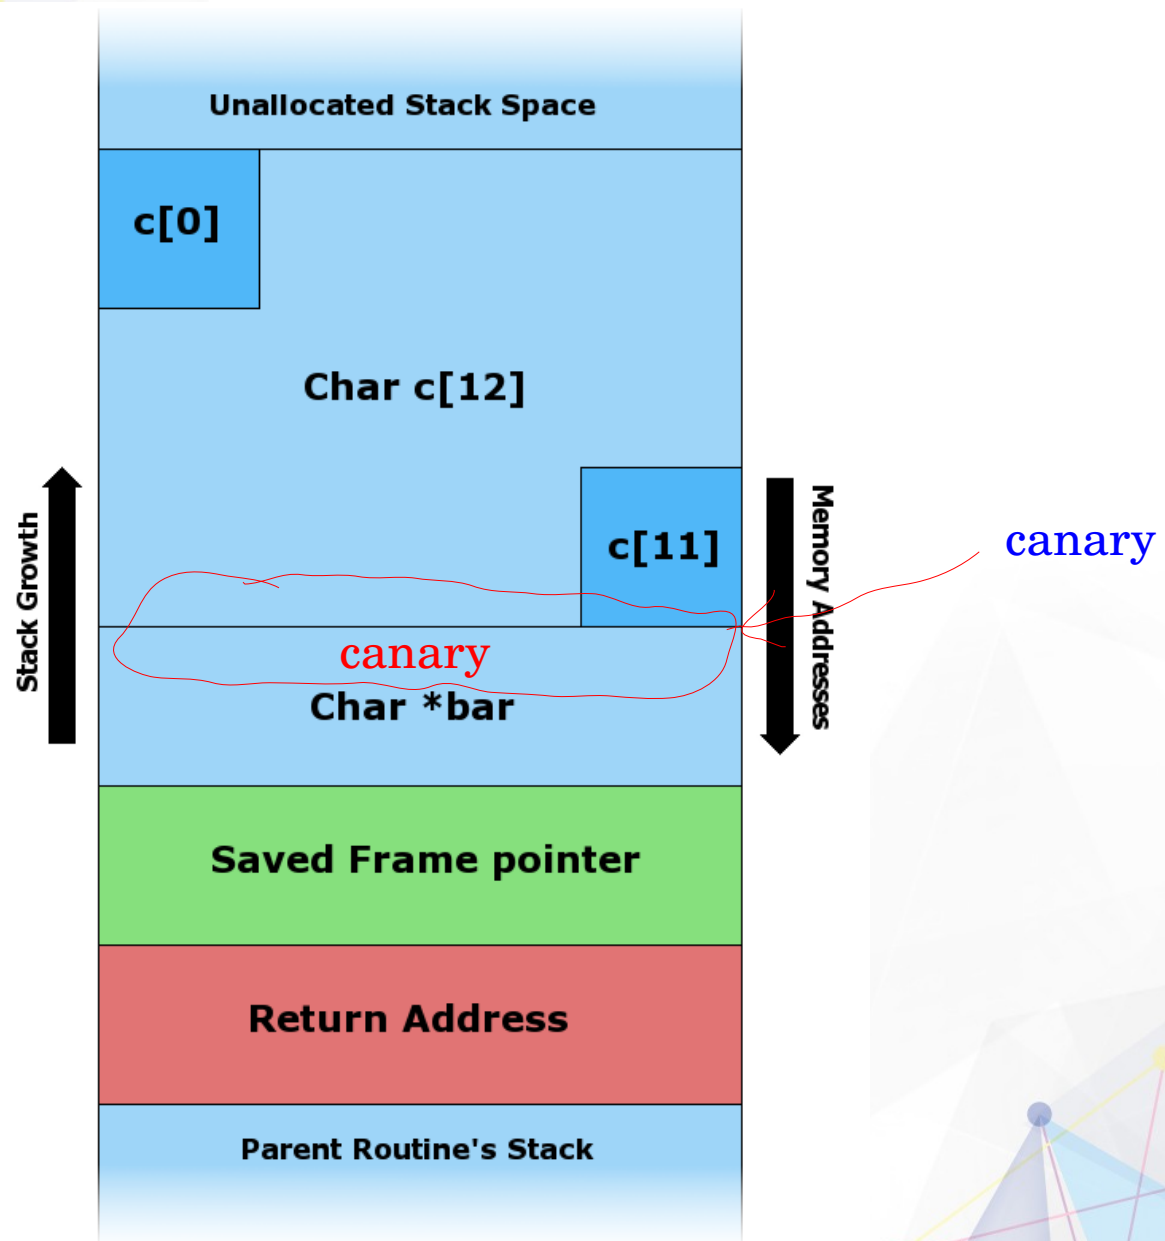 Unallocated Stack Space
c[0]
Char c[12]
c[11]
Stack Growth
Memory Addresses
canary
canary
Char *bar
Saved Frame pointer
Return Address
Parent Routine's Stack